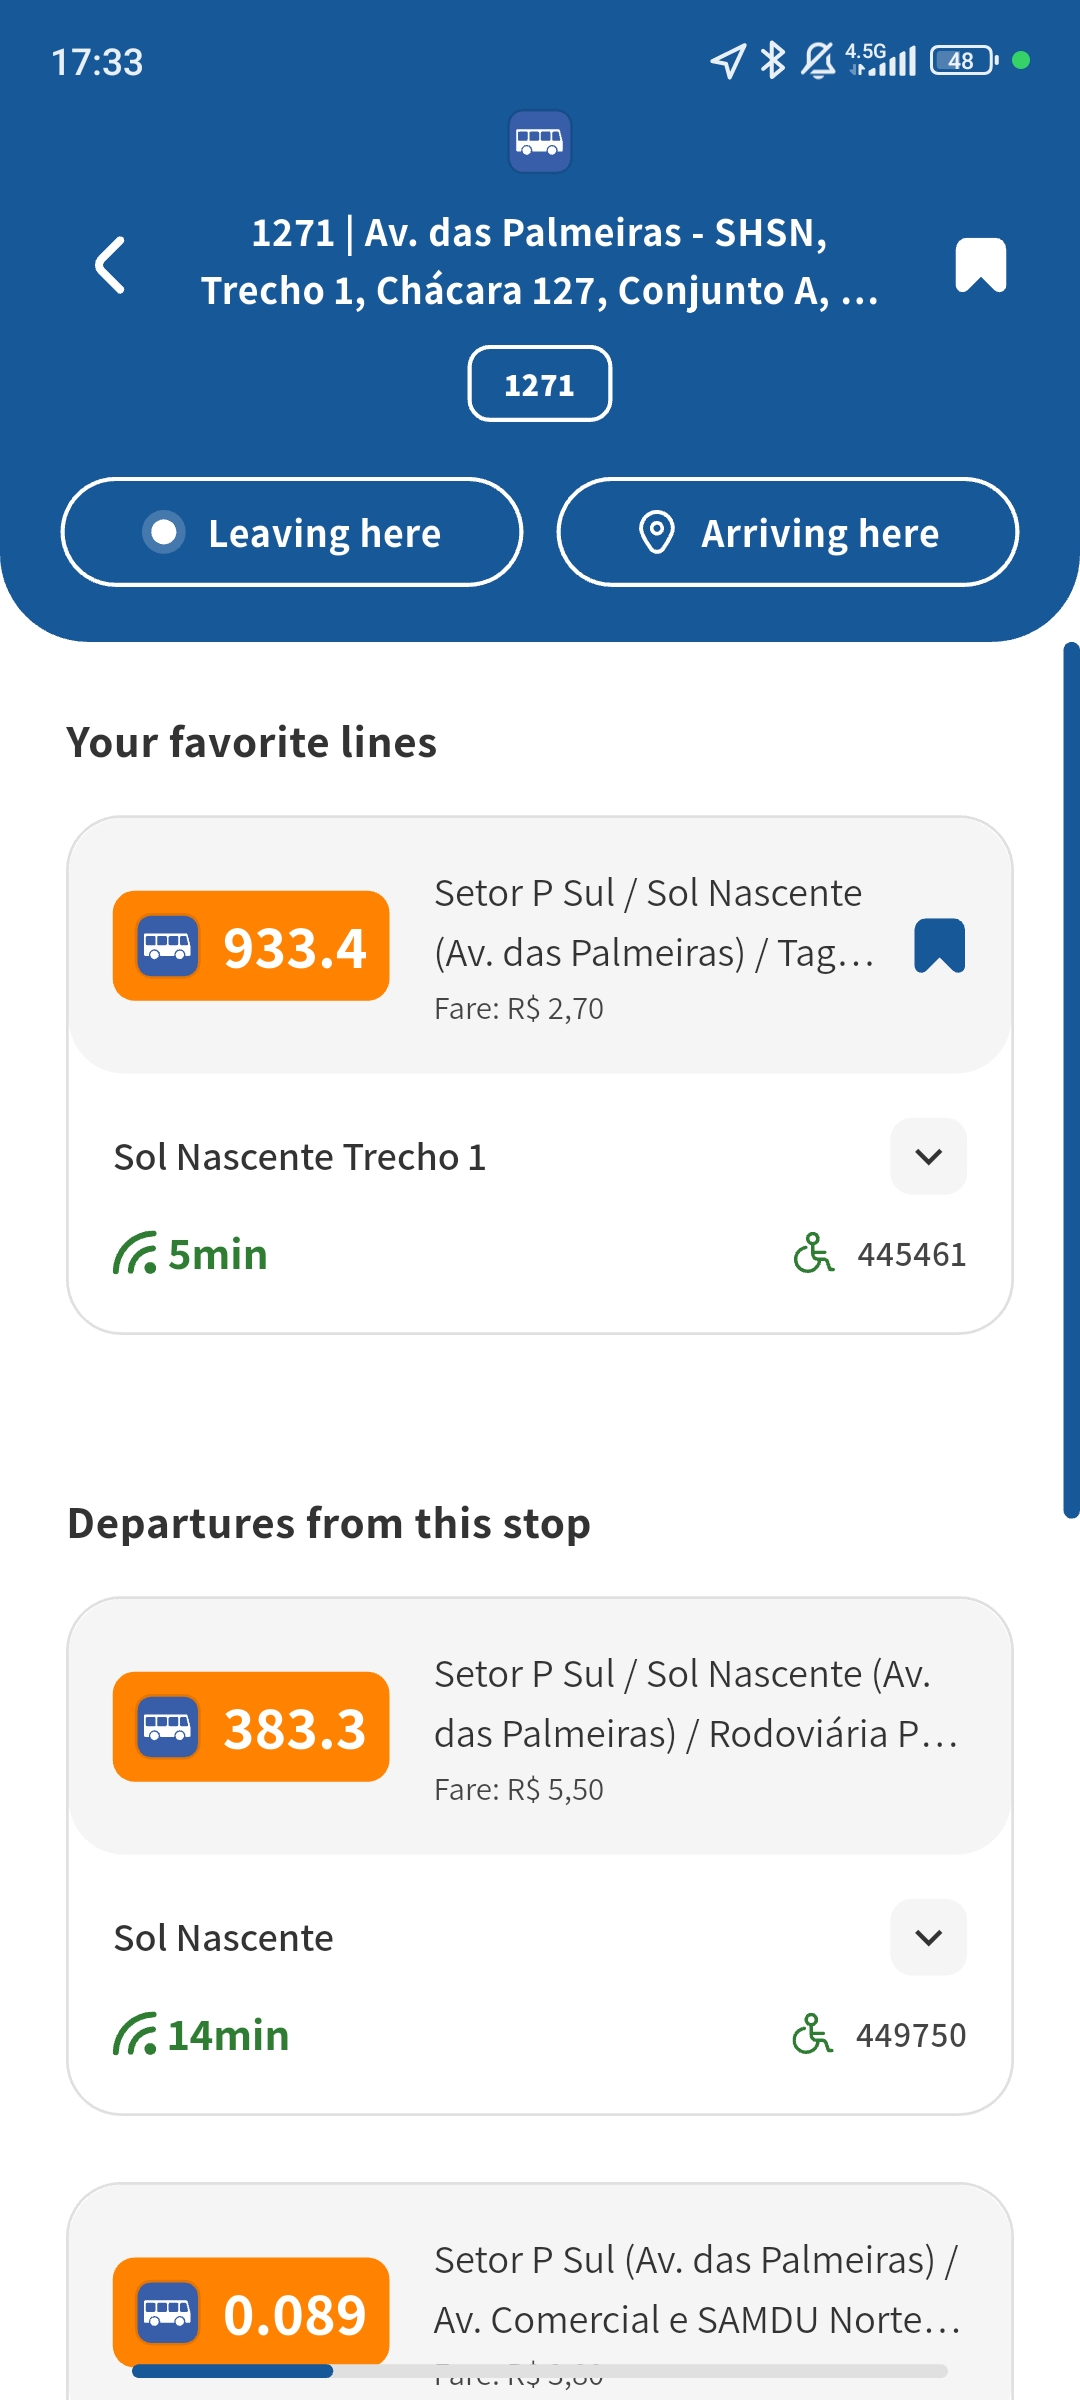 17:33
4.5G
48
1271 | Av. das Palmeiras - SHSN,
Trecho 1, Chácara 127, Conjunto A, ...
1271
Leaving here
Arriving here
Your favorite lines
933.4
Setor P Sul / Sol Nascente
(Av. das Palmeiras) / Tag...
Fare: R$ 2,70
Sol Nascente Trecho 1
5min
445461
Departures from this stop
383.3
Setor P Sul / Sol Nascente (Av.
das Palmeiras) / Rodoviária P...
Fare: R$ 5,50
Sol Nascente
14min
449750
0.089
Setor P Sul (Av. das Palmeiras) /
Av. Comercial e SAMDU Norte...
Fare: R$ 3,80